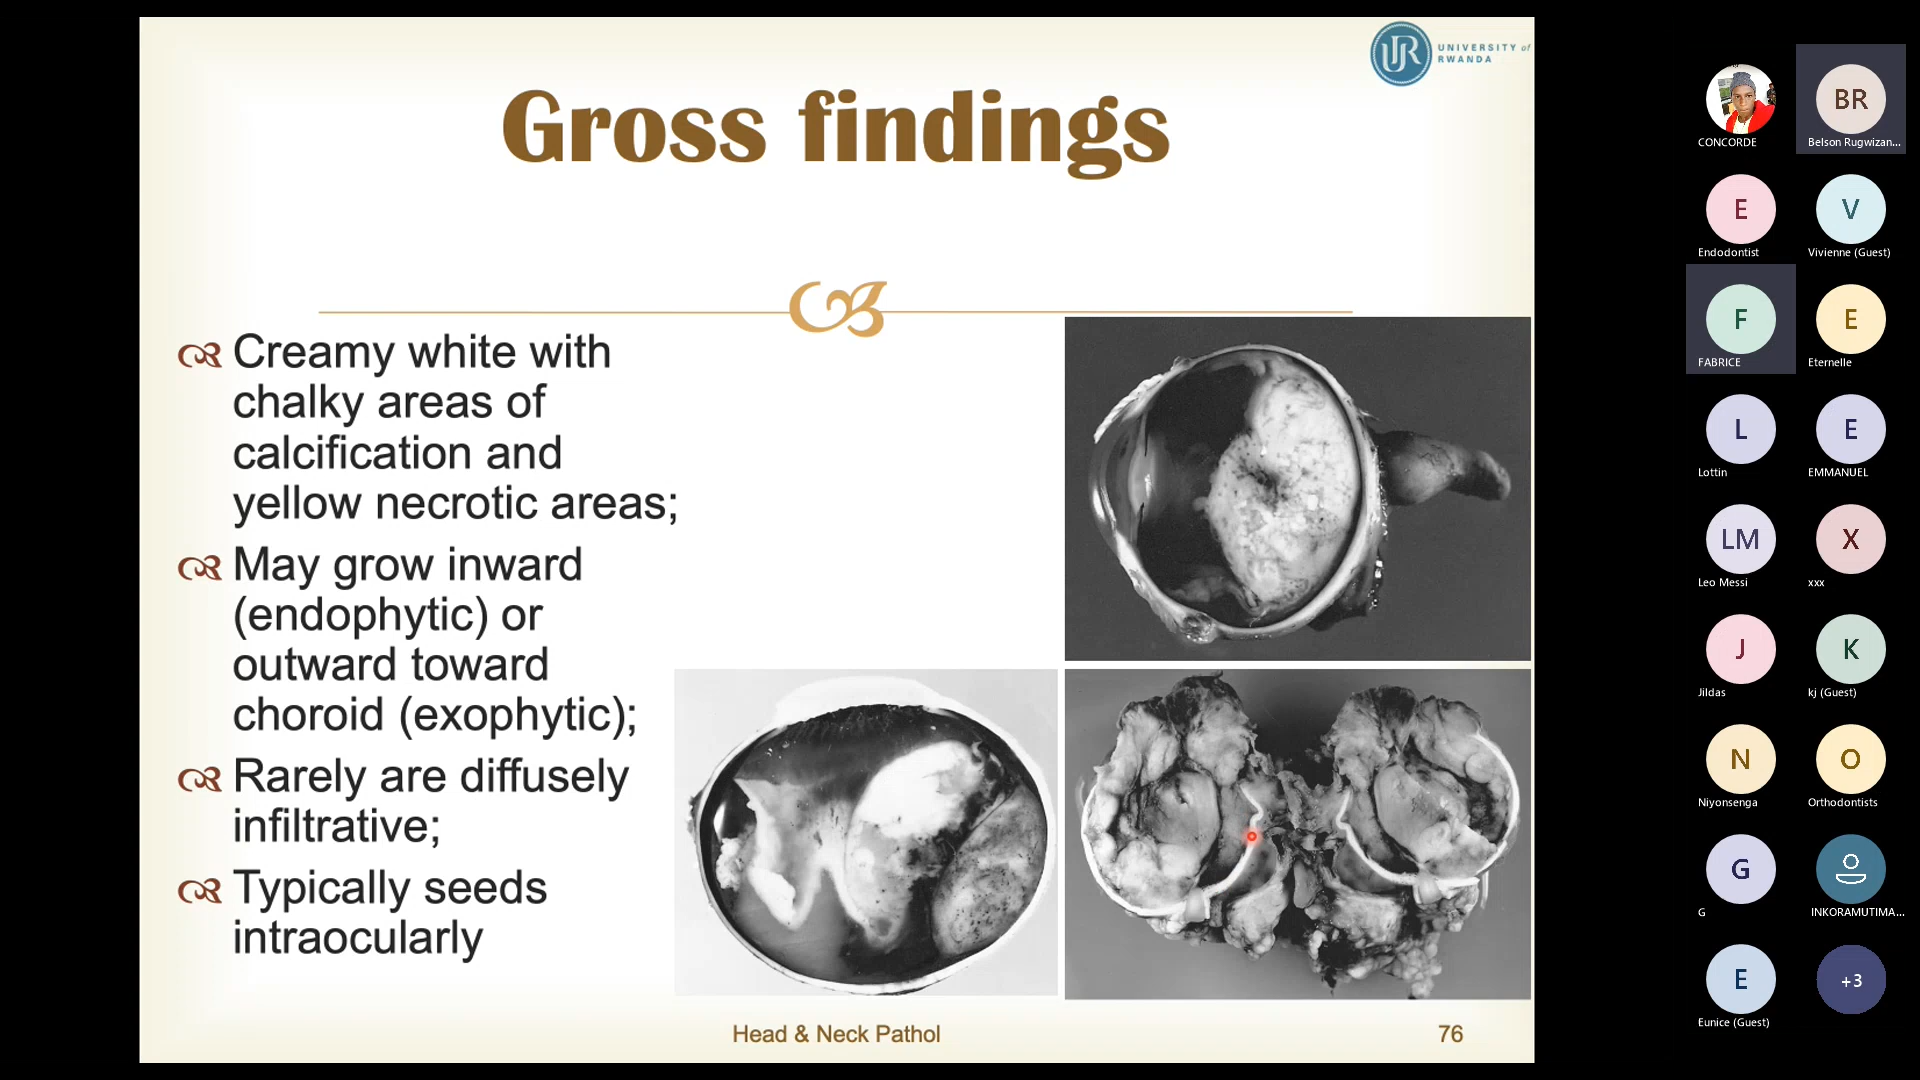 UNIVERSITY of
RWANDA
Gross findings
Creamy white with
chalky areas of
calcification and
yellow necrotic areas;
May grow inward
(endophytic) or
outward toward
choroid (exophytic);
Rarely are diffusely
infiltrative;
Typically seeds
intraocularly
Head & Neck Pathol
76
CONCORDE
BR
Belson Rugwizan...
E
Endodontist
V
Vivienne (Guest)
F
FABRICE
E
Eternelle
L
Lottin
E
EMMANUEL
LM
Leo Messi
X
xxx
J
Jildas
K
kj (Guest)
N
Niyonsenga
O
Orthodontists
G
G
INKORAMUTIMA...
E
Eunice (Guest)
+3